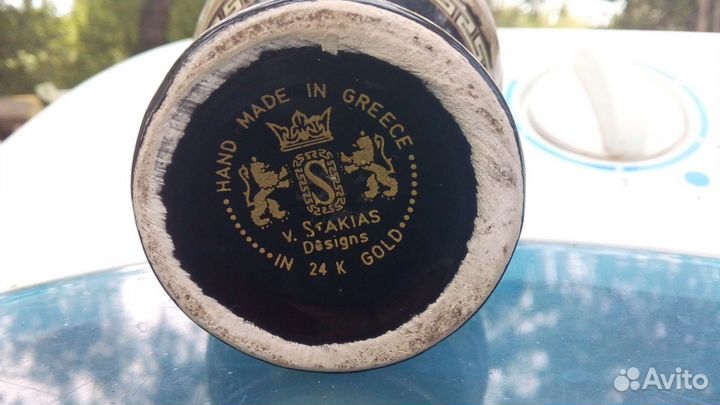 HAND MADE IN GREECE
S
V. STAKIAS
Designs
IN 24 K GOLD
Avito